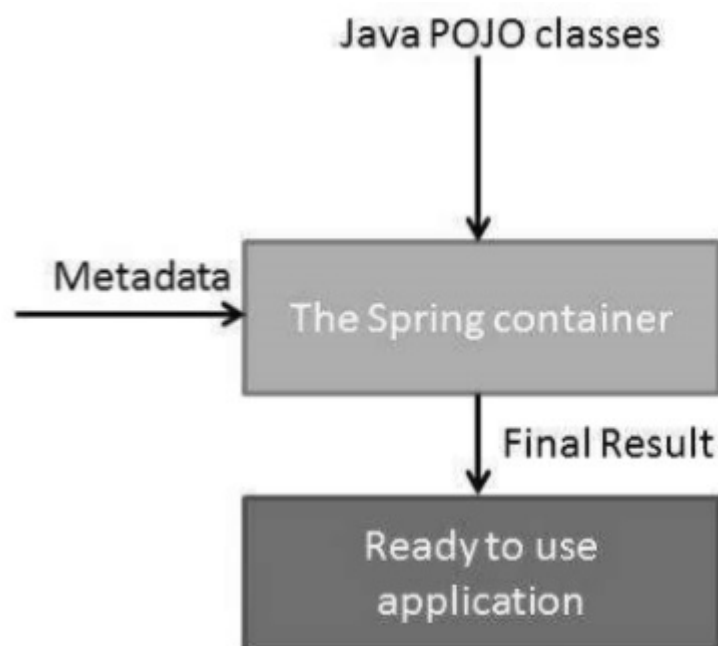 Java POJO classes
Metadata
The Spring container
Final Result
Ready to use
application